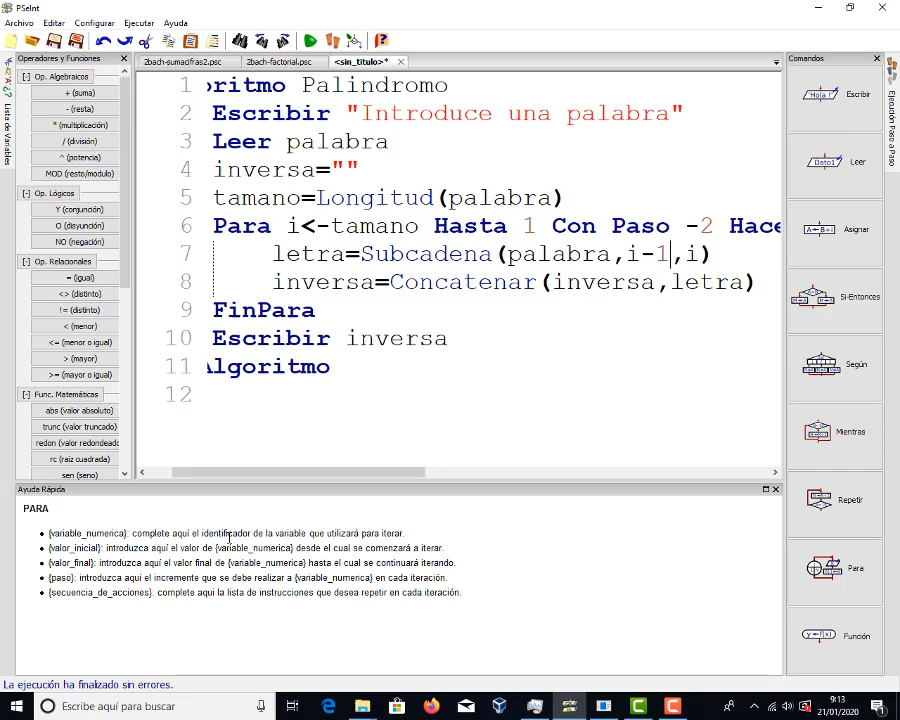 PSeInt
Archivo Editar Configurar Ejecutar Ayuda
Operadores y Funciones
2bach-sumacifras2.psc 2bach-factorial.psc <sin_titulo>*
Comandos
Lista de Variables
[-] Op. Algebraicos
+ (suma)
- (resta)
* (multiplicación)
/ (división)
^ (potencia)
MOD (resto/modulo)
[-] Op. Lógicos
Y (conjunción)
O (disyunción)
NO (negación)
[-] Op. Relacionales
= (igual)
<> (distinto)
!= (distinto)
< (menor)
<= (menor o igual)
> (mayor)
>= (mayor o igual)
[-] Func. Matemáticas
abs (valor absoluto)
trunc (valor truncado)
redon (valor redondeado
rc (raiz cuadrada)
sen (seno)
1 oritmo Palindromo
2 Escribir "Introduce una palabra"
3 Leer palabra
4 inversa=""
5 tamano=Longitud(palabra)
6 Para i<-tamano Hasta 1 Con Paso -2 Hace
7 letra=Subcadena(palabra,i-1,i)
8 inversa=Concatenar(inversa,letra)
9 FinPara
10 Escribir inversa
11 Algoritmo
12
'Hola !' Escribir
Dato1 Leer
A←B+i Asignar
Si-Entonces
Según
Mientras
Repetir
Para
y←f(x) Función
Ejecución Paso a Paso
Ayuda Rápida
PARA
{variable_numerica}: complete aquí el identificador de la variable que utilizará para iterar.
{valor_inicial}: introduzca aquí el valor de {variable_numerica} desde el cual se comenzará a iterar.
{valor_final}: introduzca aquí el valor final de {variable_numerica} hasta el cual se continuará iterando.
{paso}: introduzca aquí el incremente que se debe realizar a {variable_numerica} en cada iteración.
{secuencia_de_acciones}: complete aqui la lista de instrucciones que desea repetir en cada iteración.
La ejecución ha finalizado sin errores.
Escribe aquí para buscar
9:13
21/01/2020